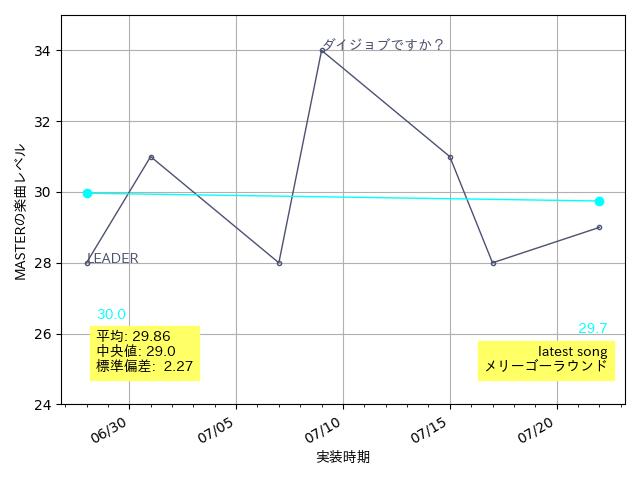 34
32
30
28
26
24
MASTERの楽曲レベル
ダイジョブですか？
LEADER
30.0
平均: 29.86
中央値: 29.0
標準偏差: 2.27
29.7
latest song
メリーゴーラウンド
06/30
07/05
07/10
07/15
07/20
実装時期